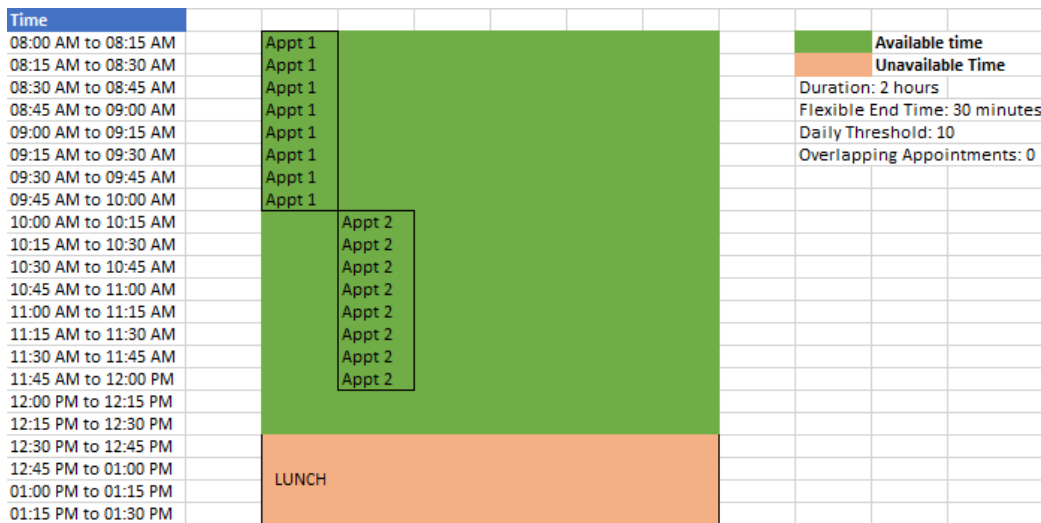 Time
08:00 AM to 08:15 AM Appt 1 Available time
08:15 AM to 08:30 AM Appt 1 Unavailable Time
08:30 AM to 08:45 AM Appt 1 Duration: 2 hours
08:45 AM to 09:00 AM Appt 1 Flexible End Time: 30 minutes
09:00 AM to 09:15 AM Appt 1 Daily Threshold: 10
09:15 AM to 09:30 AM Appt 1 Overlapping Appointments: 0
09:30 AM to 09:45 AM Appt 1
09:45 AM to 10:00 AM Appt 1
10:00 AM to 10:15 AM Appt 2
10:15 AM to 10:30 AM Appt 2
10:30 AM to 10:45 AM Appt 2
10:45 AM to 11:00 AM Appt 2
11:00 AM to 11:15 AM Appt 2
11:15 AM to 11:30 AM Appt 2
11:30 AM to 11:45 AM Appt 2
11:45 AM to 12:00 PM Appt 2
12:00 PM to 12:15 PM
12:15 PM to 12:30 PM
12:30 PM to 12:45 PM
12:45 PM to 01:00 PM
LUNCH
01:00 PM to 01:15 PM
01:15 PM to 01:30 PM